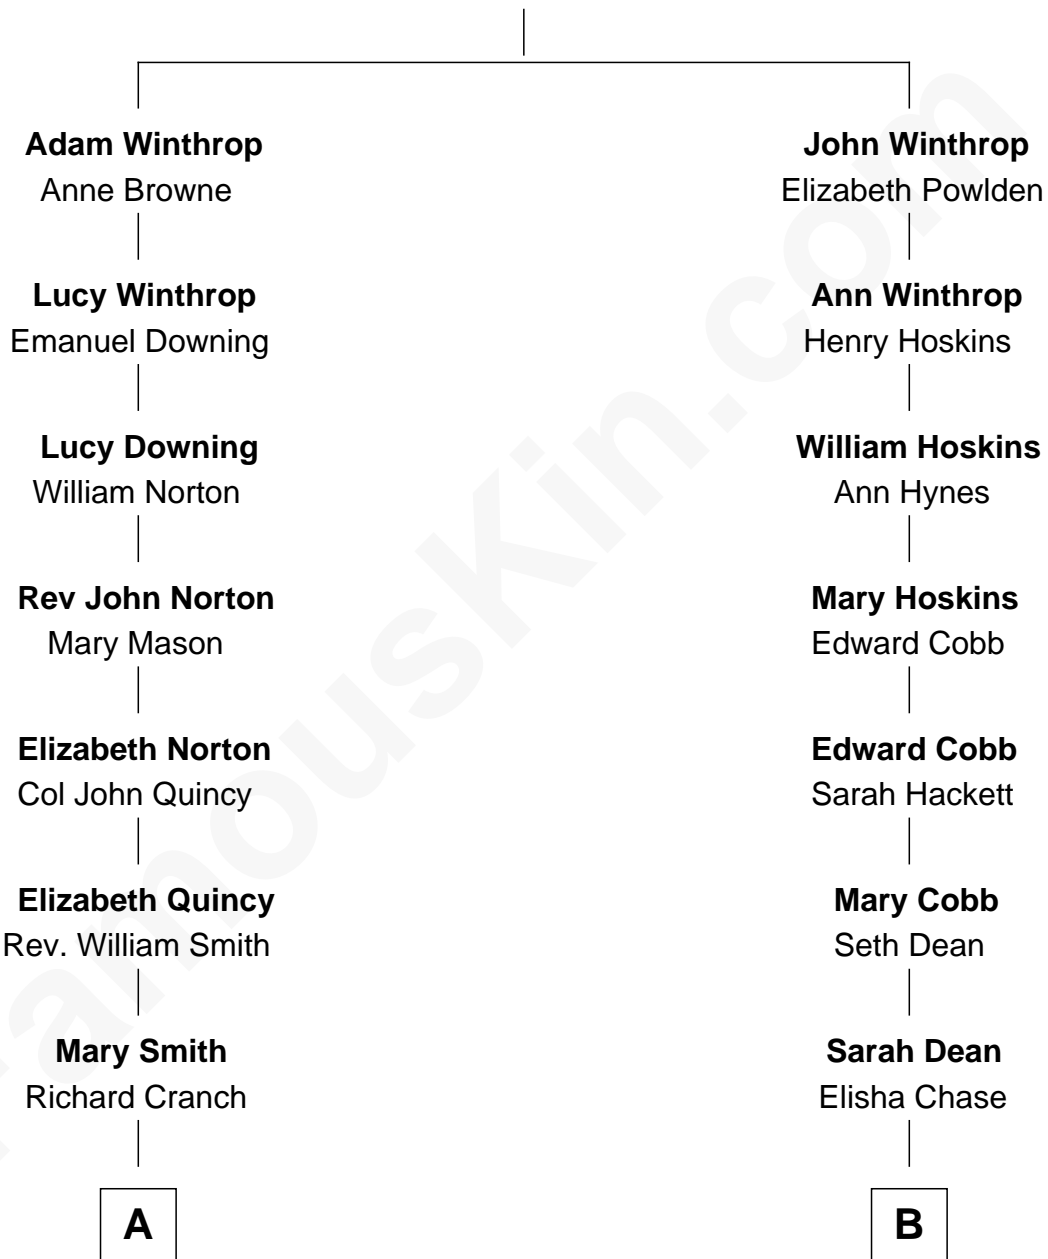 Adam Winthrop
Anne Browne
Lucy Winthrop
Emanuel Downing
Lucy Downing
William Norton
Rev John Norton
Mary Mason
Elizabeth Norton
Col John Quincy
Elizabeth Quincy
Rev. William Smith
Mary Smith
Richard Cranch
A
John Winthrop
Elizabeth Powlden
Ann Winthrop
Henry Hoskins
William Hoskins
Ann Hynes
Mary Hoskins
Edward Cobb
Edward Cobb
Sarah Hackett
Mary Cobb
Seth Dean
Sarah Dean
Elisha Chase
B
FamousKin.com